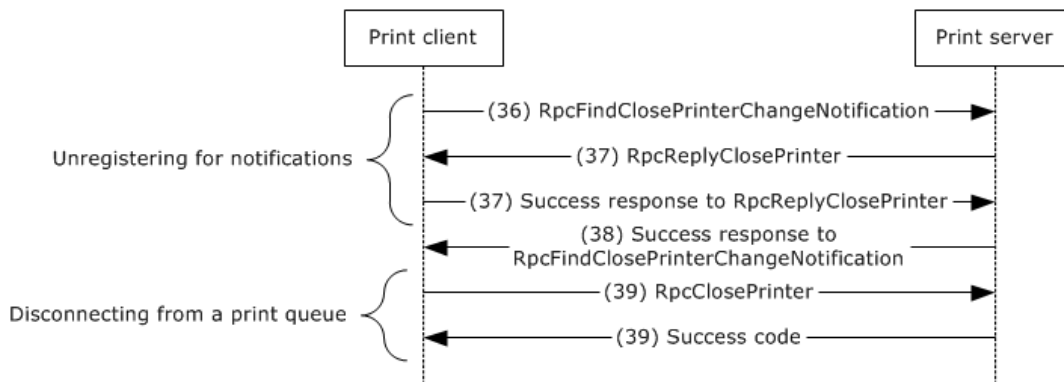 Print client
Print server
(36) RpcFindClosePrinterChangeNotification
Unregistering for notifications
(37) RpcReplyClosePrinter
(37) Success response to RpcReplyClosePrinter
(38) Success response to
RpcFindClosePrinterChangeNotification
(39) RpcClosePrinter
Disconnecting from a print queue
(39) Success code